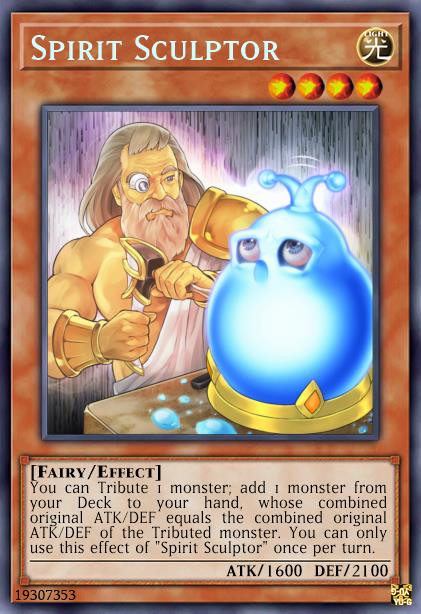 SPIRIT SCULPTOR
LIGHT
光
[FAIRY/EFFECT]
You can Tribute 1 monster; add 1 monster from
your Deck to your hand, whose combined
original ATK/DEF equals the combined original
ATK/DEF of the Tributed monster. You can only
use this effect of "Spirit Sculptor" once per turn.
ATK/1600 DEF/2100
19307353